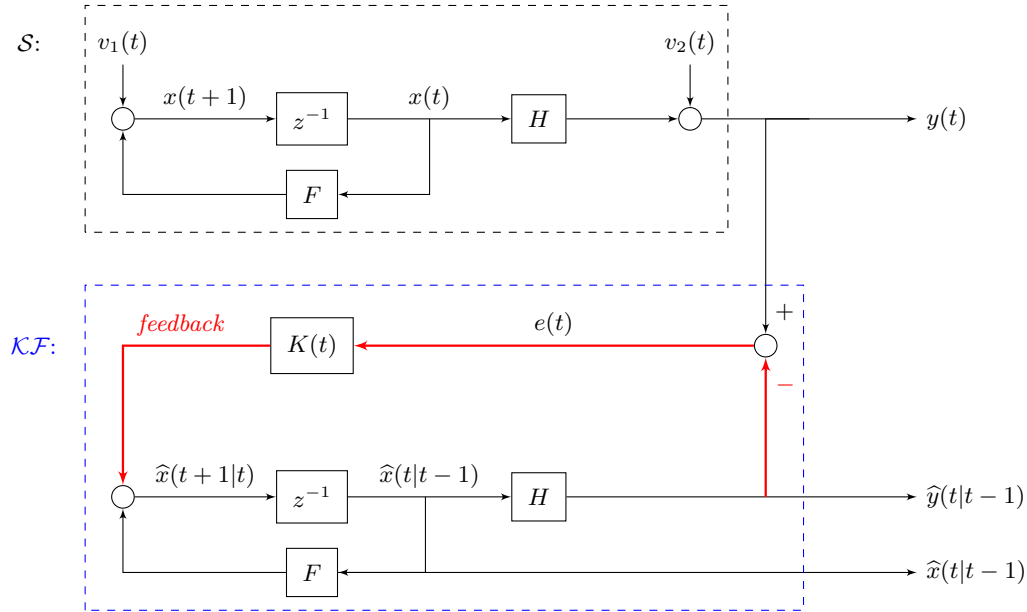 𝒮:
v₁(t)
v₂(t)
x(t+1)
z⁻¹
x(t)
H
y(t)
F
+
feedback
e(t)
𝒦ℱ:
K(t)
−
x̂(t+1|t)
z⁻¹
x̂(t|t−1)
H
ŷ(t|t−1)
F
x̂(t|t−1)